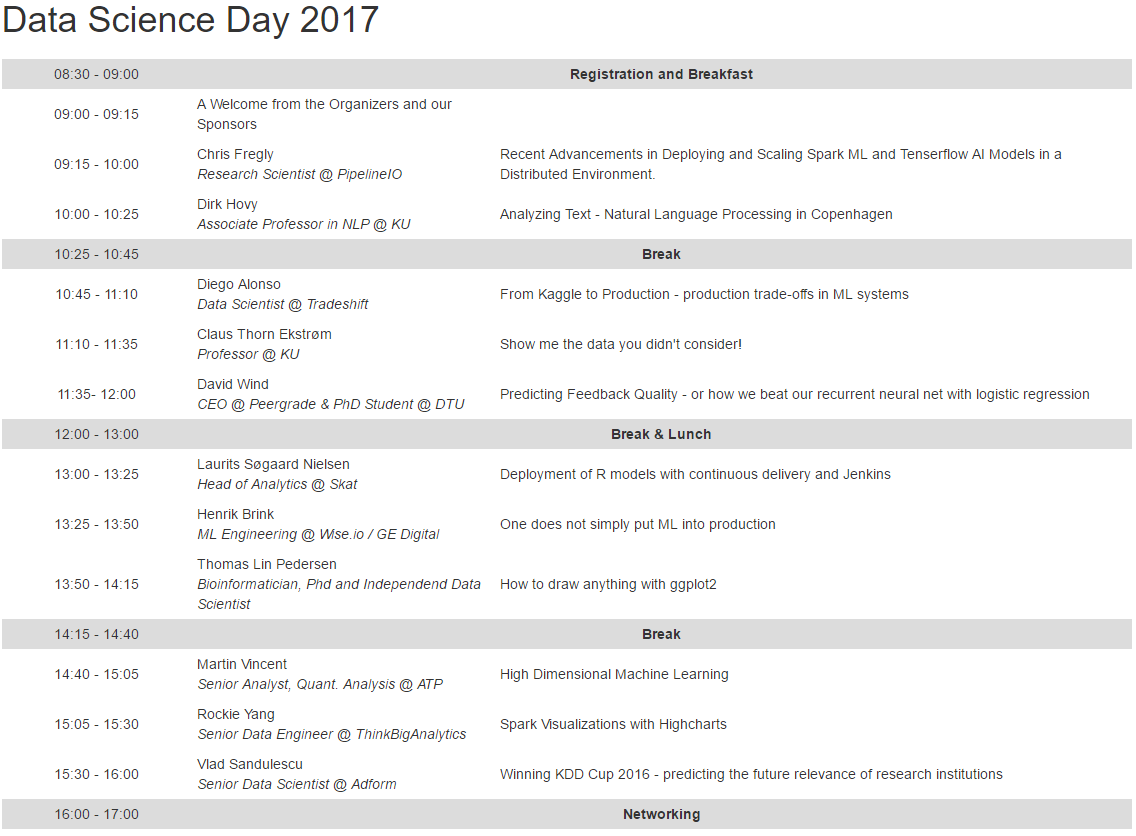 Data Science Day 2017
08:30 - 09:00 Registration and Breakfast
09:00 - 09:15 A Welcome from the Organizers and our
Sponsors
09:15 - 10:00 Chris Fregly
Research Scientist @ PipelineIO
Recent Advancements in Deploying and Scaling Spark ML and Tenserflow AI Models in a
Distributed Environment.
10:00 - 10:25 Dirk Hovy
Associate Professor in NLP @ KU
Analyzing Text - Natural Language Processing in Copenhagen
10:25 - 10:45 Break
10:45 - 11:10 Diego Alonso
Data Scientist @ Tradeshift
From Kaggle to Production - production trade-offs in ML systems
11:10 - 11:35 Claus Thorn Ekstrøm
Professor @ KU
Show me the data you didn't consider!
11:35- 12:00 David Wind
CEO @ Peergrade & PhD Student @ DTU
Predicting Feedback Quality - or how we beat our recurrent neural net with logistic regression
12:00 - 13:00 Break & Lunch
13:00 - 13:25 Laurits Søgaard Nielsen
Head of Analytics @ Skat
Deployment of R models with continuous delivery and Jenkins
13:25 - 13:50 Henrik Brink
ML Engineering @ Wise.io / GE Digital
One does not simply put ML into production
13:50 - 14:15 Thomas Lin Pedersen
Bioinformatician, Phd and Independend Data
Scientist
How to draw anything with ggplot2
14:15 - 14:40 Break
14:40 - 15:05 Martin Vincent
Senior Analyst, Quant. Analysis @ ATP
High Dimensional Machine Learning
15:05 - 15:30 Rockie Yang
Senior Data Engineer @ ThinkBigAnalytics
Spark Visualizations with Highcharts
15:30 - 16:00 Vlad Sandulescu
Senior Data Scientist @ Adform
Winning KDD Cup 2016 - predicting the future relevance of research institutions
16:00 - 17:00 Networking